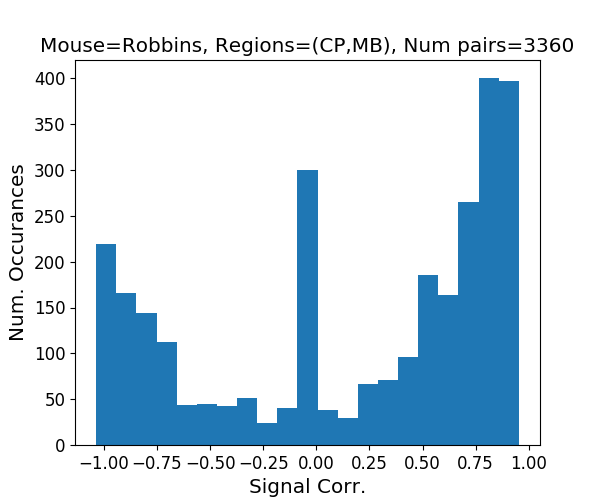 Mouse=Robbins, Regions=(CP,MB), Num pairs=3360
400
350
300
250
200
150
100
50
0
Num. Occurances
−1.00 −0.75 −0.50 −0.25 0.00 0.25 0.50 0.75 1.00
Signal Corr.